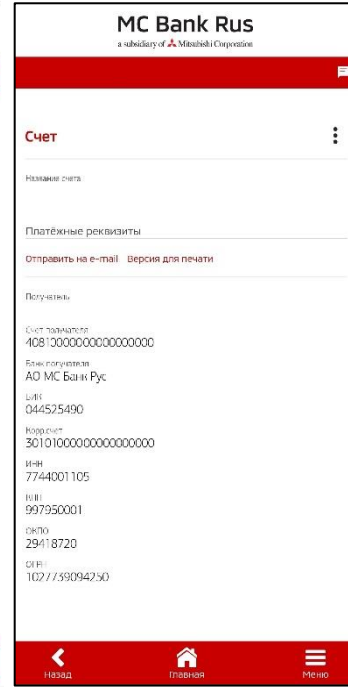 MC Bank Rus
a subsidiary of Mitsubishi Corporation
Счет
Название счета
Платёжные реквизиты
Отправить на e-mail Версия для печати
Получатель
Счет получателя
40810000000000000000
Банк получателя
АО МС Банк Рус
БИК
044525490
Корр.счет
30101000000000000000
ИНН
7744001105
КПП
997950001
ОКПО
29418720
ОГРН
1027739094250
Назад
Главная
Меню